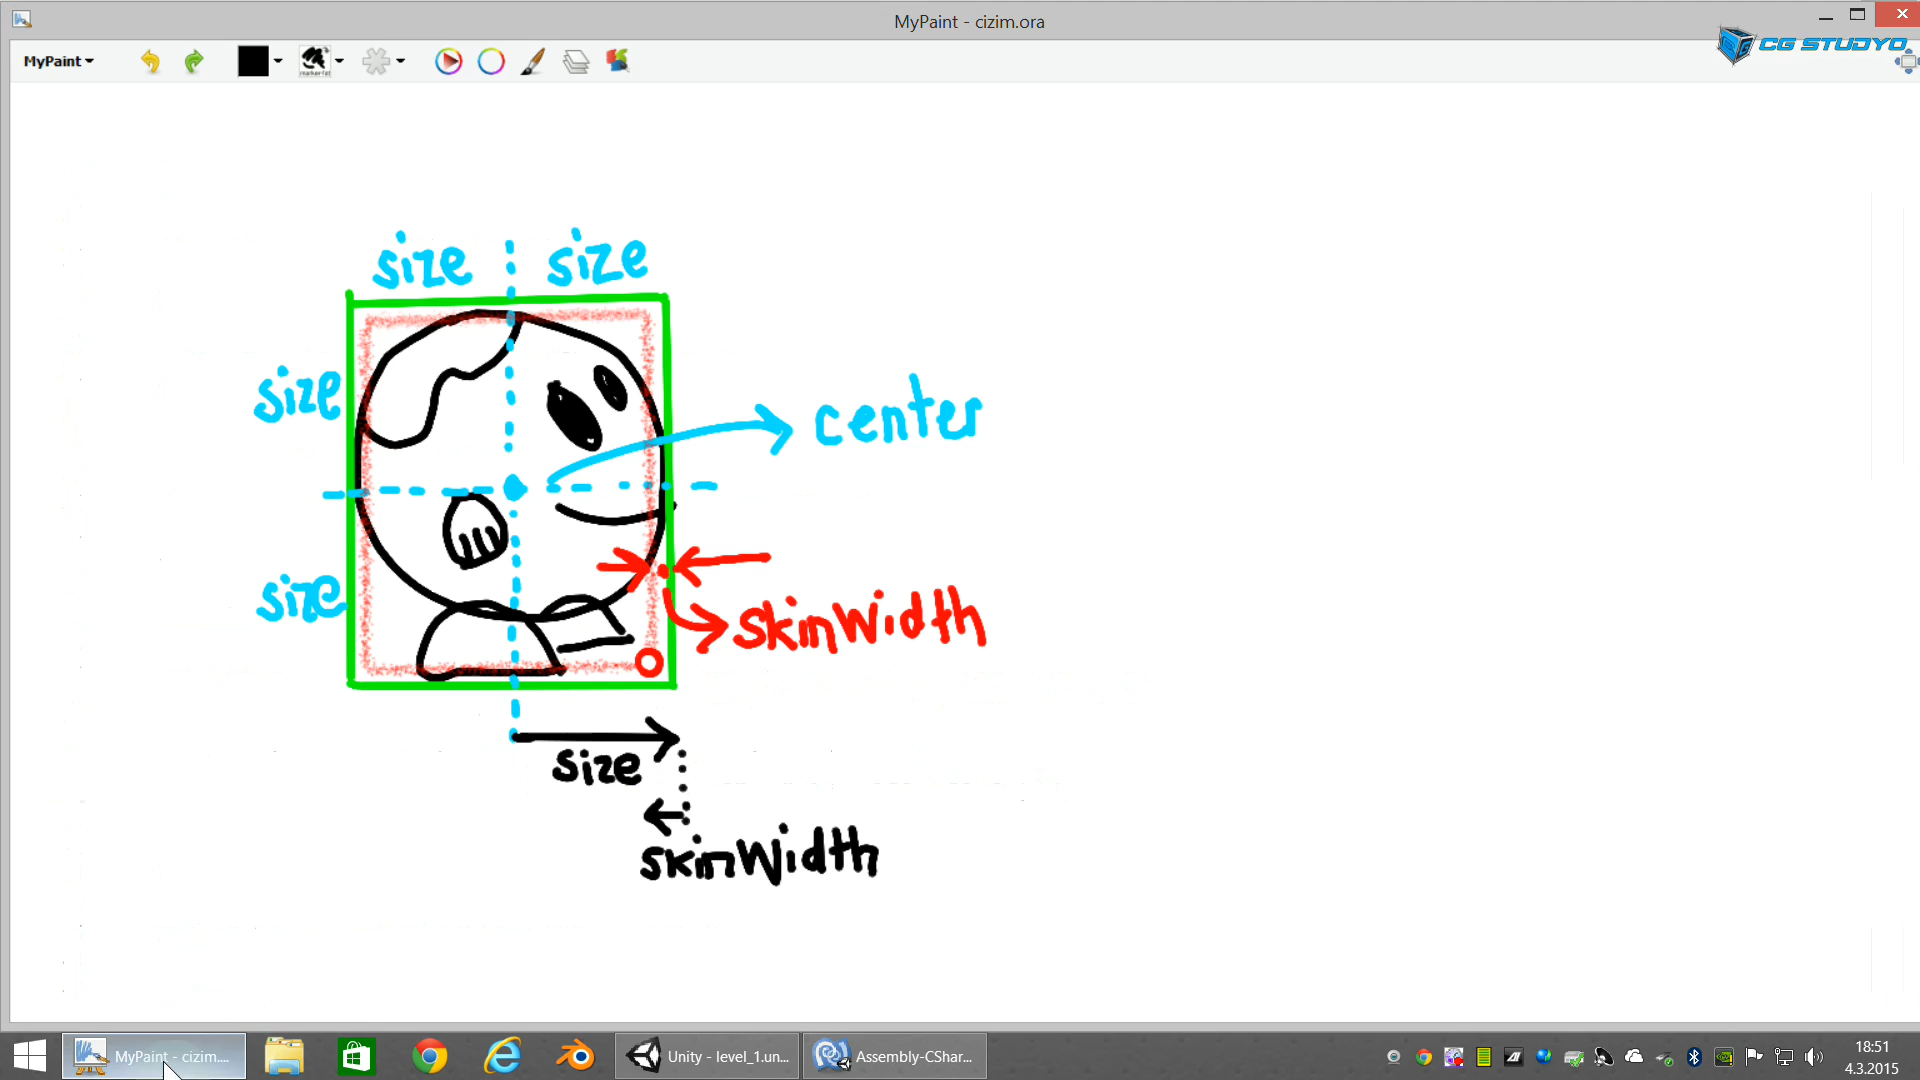 MyPaint - cizim.ora
MyPaint
CG STUDYO
size size
size
center
size
skinWidth
size
skinWidth
MyPaint - cizim....
Unity - level_1.un...
Assembly-CShar...
18:51
4.3.2015